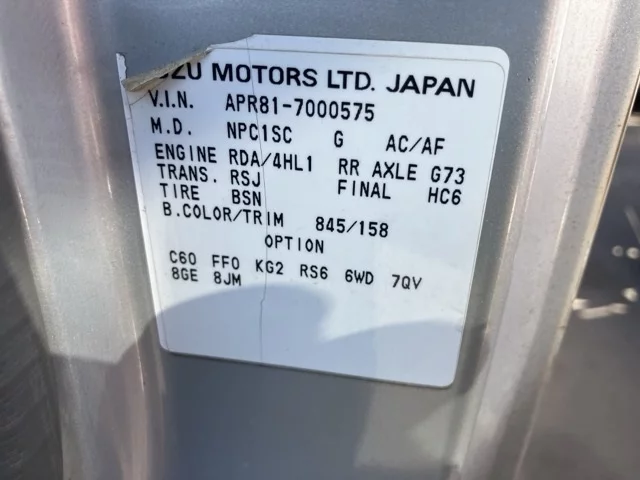 ZU MOTORS LTD. JAPAN
V.I.N. APR81-7000575
M.D. NPC1SC G AC/AF
ENGINE RDA/4HL1 RR AXLE G73
TRANS. RSJ FINAL HC6
TIRE BSN
B.COLOR/TRIM 845/158
OPTION
C60 FF0 KG2 RS6 6WD 7QV
8GE 8JM